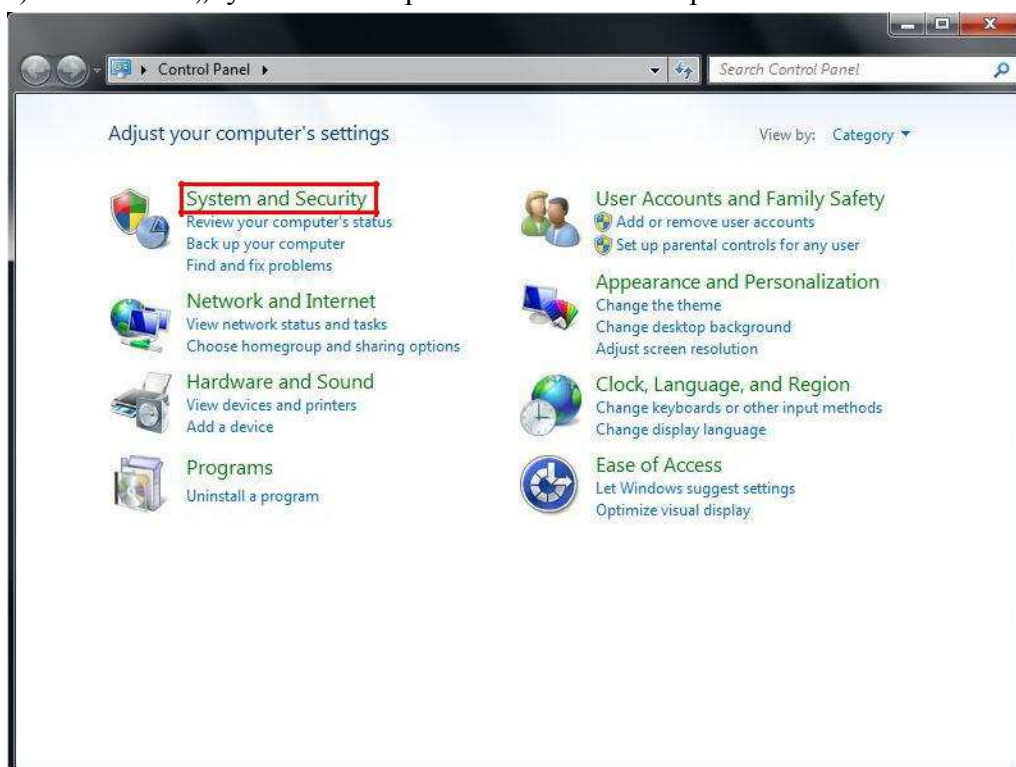 Control Panel
Search Control Panel
Adjust your computer's settings
View by: Category
System and Security
Review your computer's status
Back up your computer
Find and fix problems
Network and Internet
View network status and tasks
Choose homegroup and sharing options
Hardware and Sound
View devices and printers
Add a device
Programs
Uninstall a program
User Accounts and Family Safety
Add or remove user accounts
Set up parental controls for any user
Appearance and Personalization
Change the theme
Change desktop background
Adjust screen resolution
Clock, Language, and Region
Change keyboards or other input methods
Change display language
Ease of Access
Let Windows suggest settings
Optimize visual display